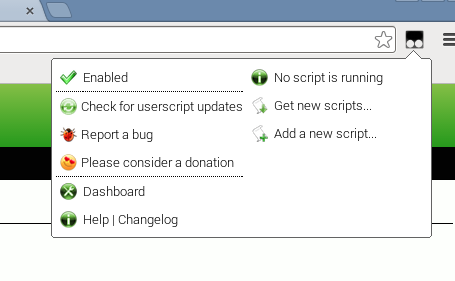 Enabled
Check for userscript updates
Report a bug
Please consider a donation
Dashboard
Help | Changelog
No script is running
Get new scripts...
Add a new script...